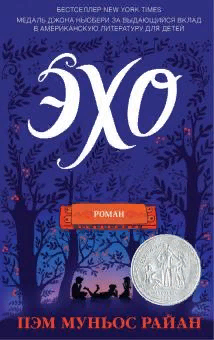 БЕСТСЕЛЛЕР NEW YORK TIMES
МЕДАЛЬ ДЖОНА НЬЮБЕРИ ЗА ВЫДАЮЩИЙСЯ ВКЛАД
В АМЕРИКАНСКУЮ ЛИТЕРАТУРУ ДЛЯ ДЕТЕЙ
ЭХО
РОМАН
ПЭМ МУНЬОС РАЙАН